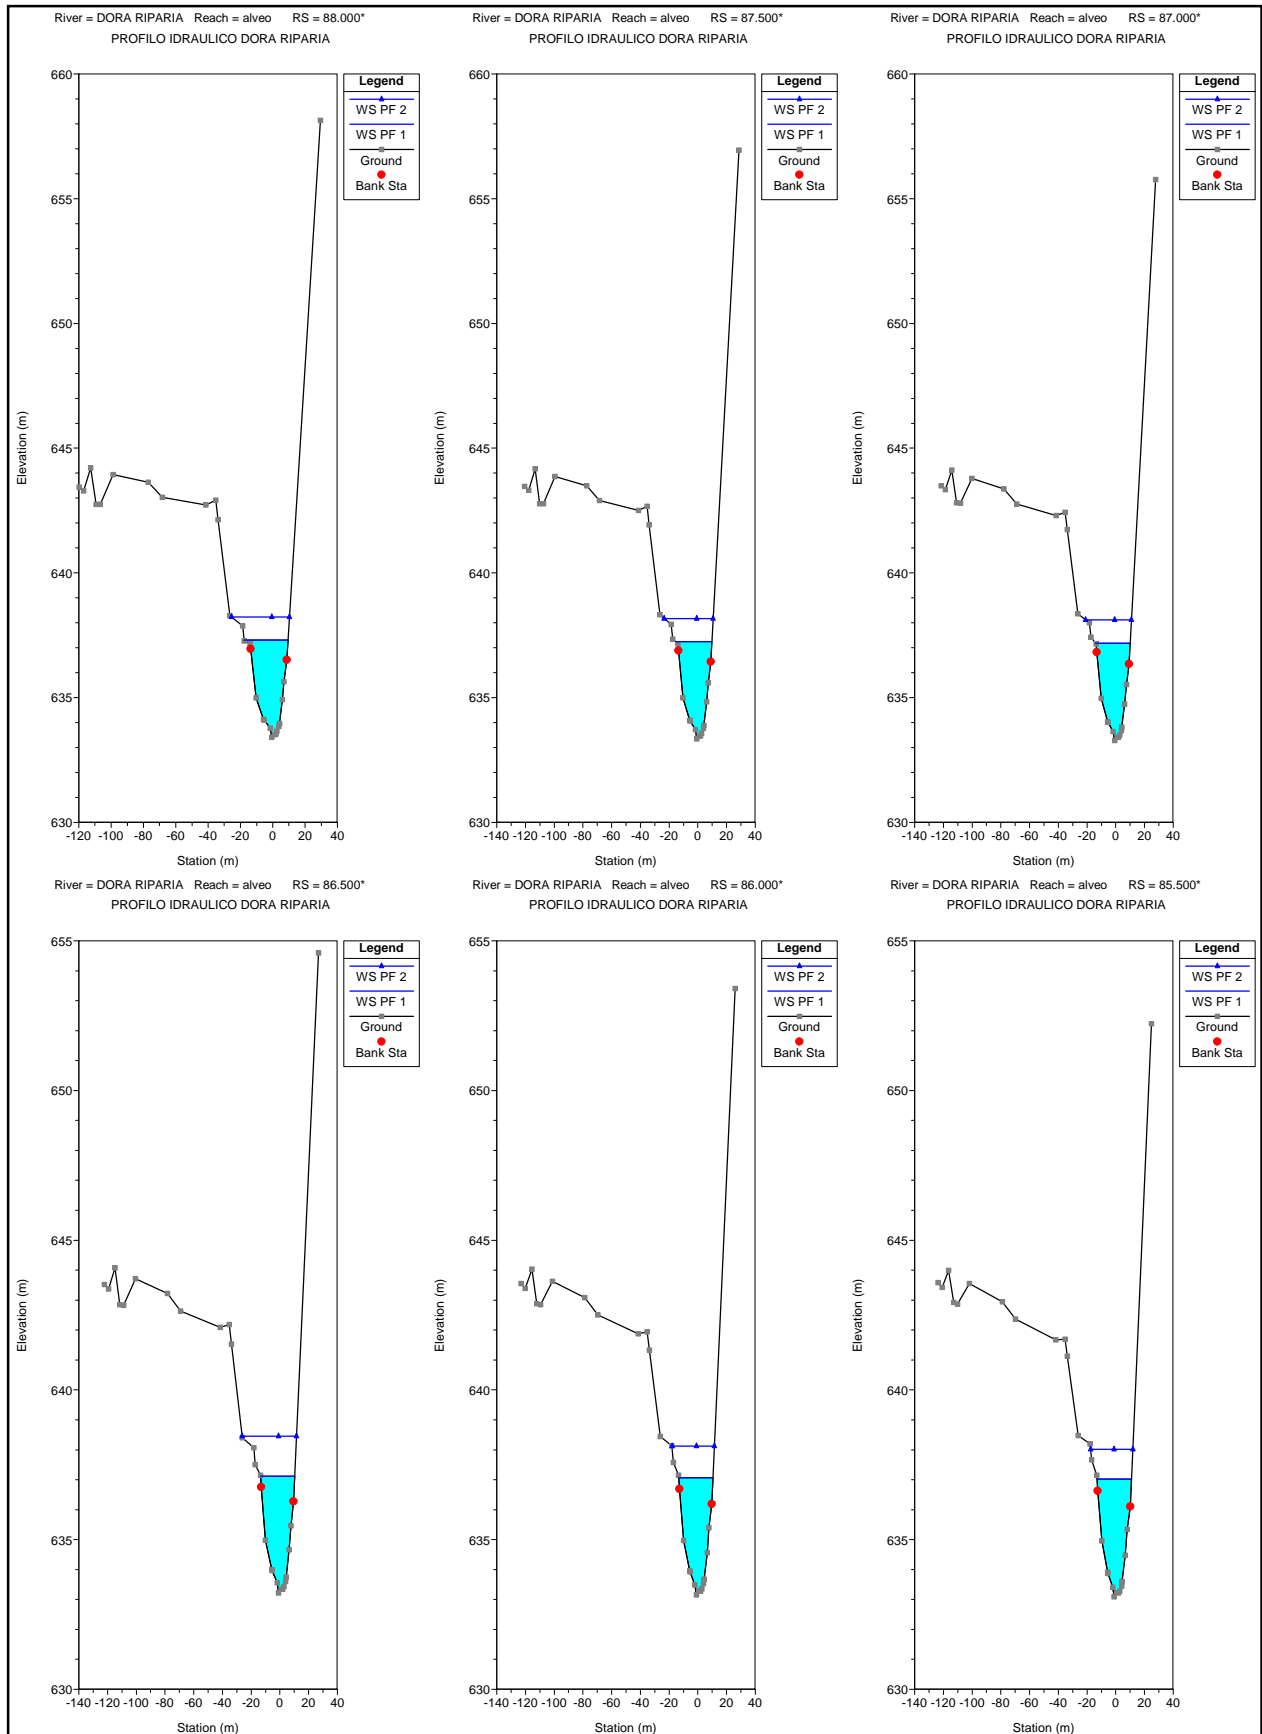 River = DORA RIPARIA Reach = alveo RS = 88.000*
PROFILO IDRAULICO DORA RIPARIA
660
655
650
645
640
635
630
-120 -100 -80 -60 -40 -20 0 20 40
Station (m)
Elevation (m)
Legend
WS PF 2
WS PF 1
Ground
Bank Sta
River = DORA RIPARIA Reach = alveo RS = 87.500*
PROFILO IDRAULICO DORA RIPARIA
660
655
650
645
640
635
630
-140 -120 -100 -80 -60 -40 -20 0 20 40
Station (m)
Elevation (m)
Legend
WS PF 2
WS PF 1
Ground
Bank Sta
River = DORA RIPARIA Reach = alveo RS = 87.000*
PROFILO IDRAULICO DORA RIPARIA
660
655
650
645
640
635
630
-140 -120 -100 -80 -60 -40 -20 0 20 40
Station (m)
Elevation (m)
Legend
WS PF 2
WS PF 1
Ground
Bank Sta
River = DORA RIPARIA Reach = alveo RS = 86.500*
PROFILO IDRAULICO DORA RIPARIA
655
650
645
640
635
630
-140 -120 -100 -80 -60 -40 -20 0 20 40
Station (m)
Elevation (m)
Legend
WS PF 2
WS PF 1
Ground
Bank Sta
River = DORA RIPARIA Reach = alveo RS = 86.000*
PROFILO IDRAULICO DORA RIPARIA
655
650
645
640
635
630
-140 -120 -100 -80 -60 -40 -20 0 20 40
Station (m)
Elevation (m)
Legend
WS PF 2
WS PF 1
Ground
Bank Sta
River = DORA RIPARIA Reach = alveo RS = 85.500*
PROFILO IDRAULICO DORA RIPARIA
655
650
645
640
635
630
-140 -120 -100 -80 -60 -40 -20 0 20 40
Station (m)
Elevation (m)
Legend
WS PF 2
WS PF 1
Ground
Bank Sta